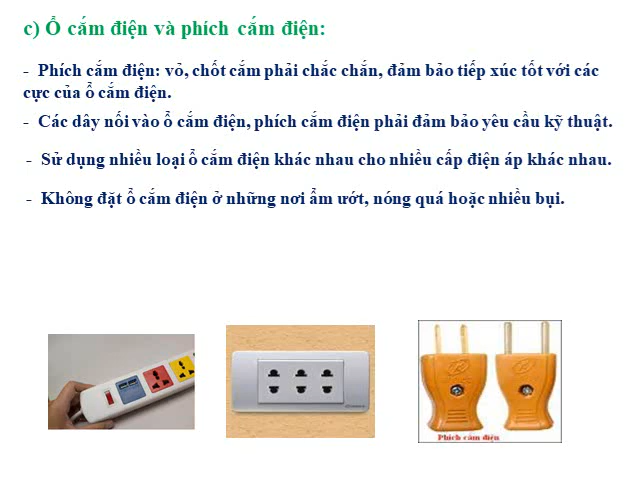 c) Ổ cắm điện và phích cắm điện:
- Phích cắm điện: vỏ, chốt cắm phải chắc chắn, đảm bảo tiếp xúc tốt với các
cực của ổ cắm điện.
- Các dây nối vào ổ cắm điện, phích cắm điện phải đảm bảo yêu cầu kỹ thuật.
- Sử dụng nhiều loại ổ cắm điện khác nhau cho nhiều cấp điện áp khác nhau.
- Không đặt ổ cắm điện ở những nơi ẩm ướt, nóng quá hoặc nhiều bụi.
Phích cắm điện